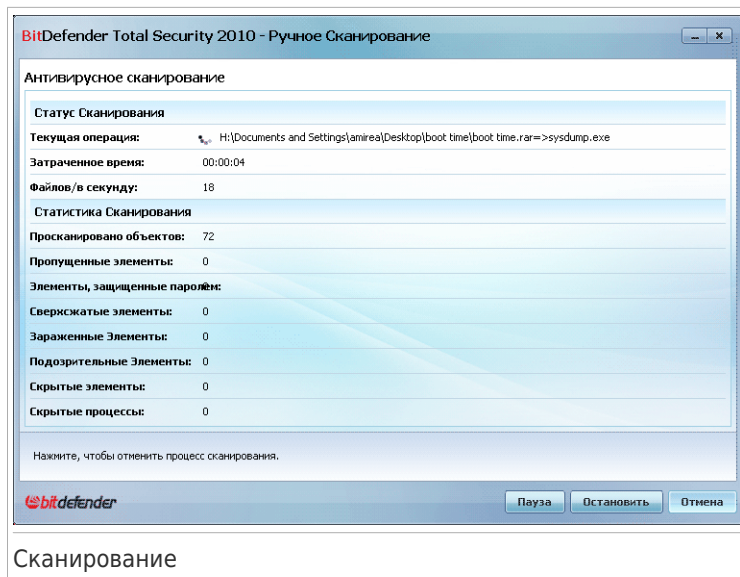 BitDefender Total Security 2010 - Ручное Сканирование
Антивирусное сканирование
Статус Сканирования
Текущая операция: H:\Documents and Settings\amirea\Desktop\boot time\boot time.rar=>sysdump.exe
Затраченное время: 00:00:04
Файлов/в секунду: 18
Статистика Сканирования
Просканировано объектов: 72
Пропущенные элементы: 0
Элементы, защищенные паролем: 0
Сверхсжатые элементы: 0
Зараженные Элементы: 0
Подозрительные Элементы: 0
Скрытые элементы: 0
Скрытые процессы: 0
Нажмите, чтобы отменить процесс сканирования.
bitdefender Пауза Остановить Отмена
Сканирование